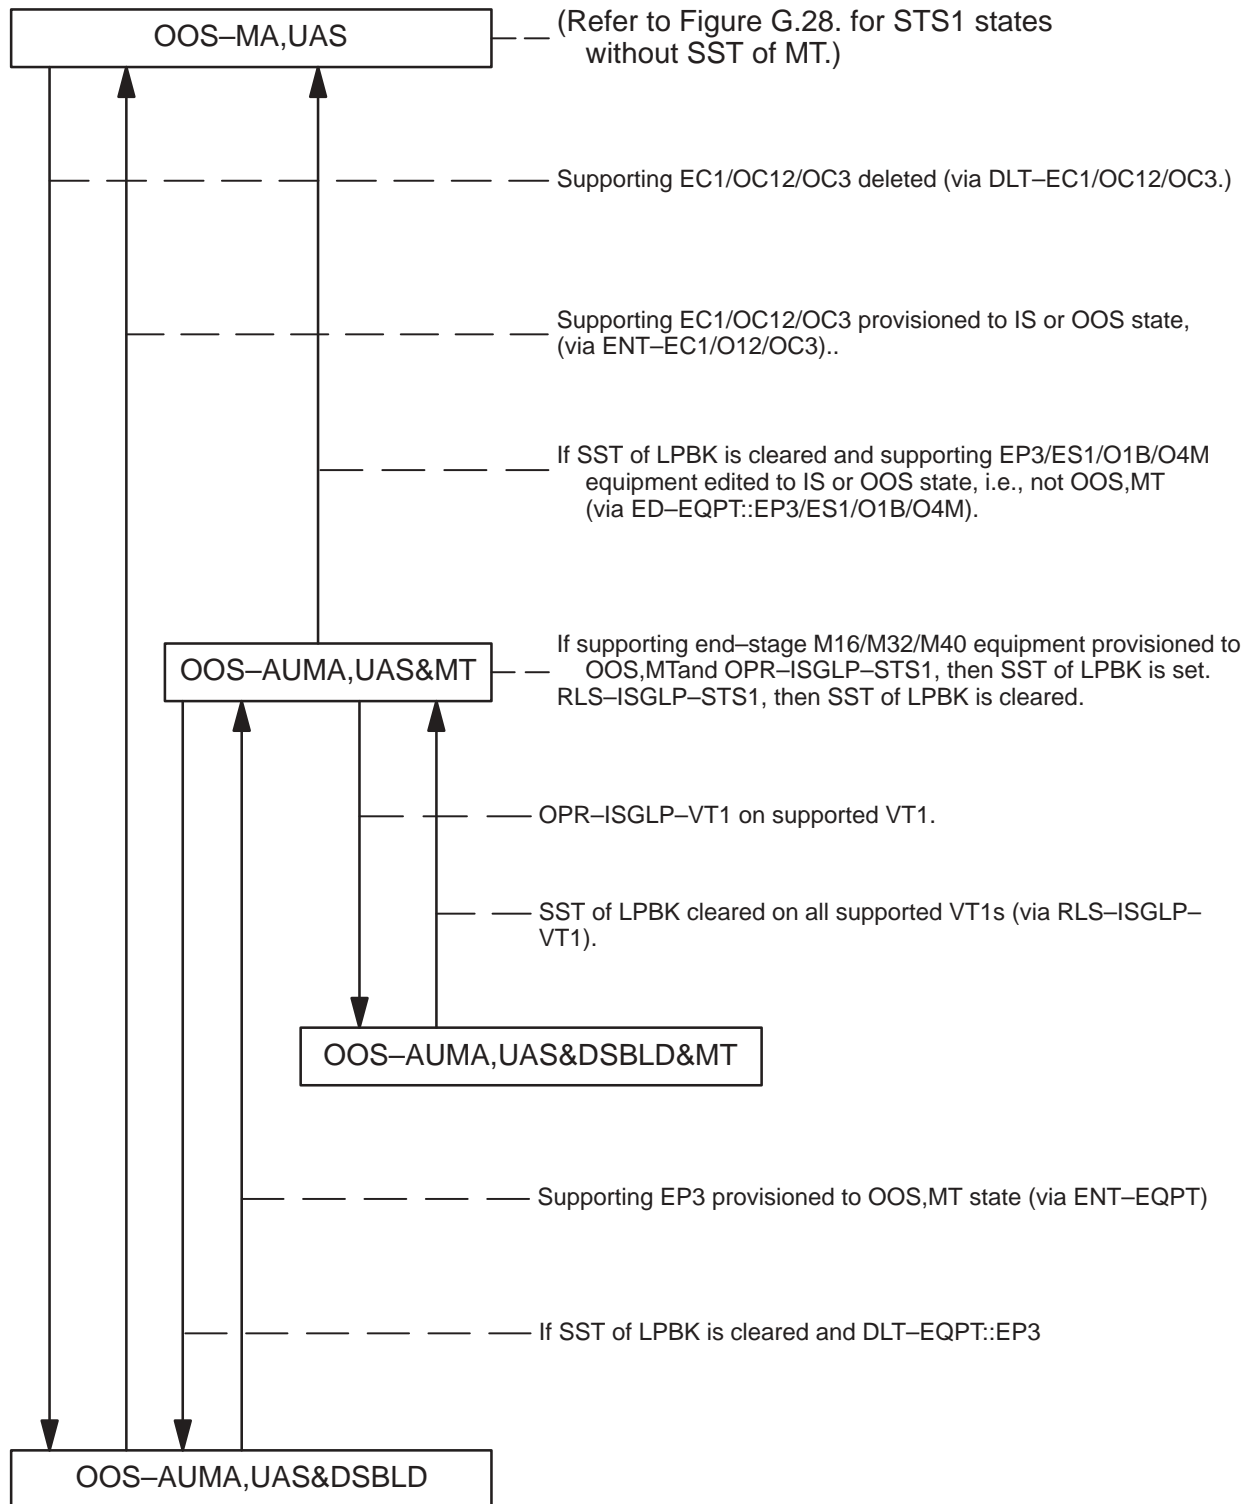 OOS–MA,UAS
(Refer to Figure G.28. for STS1 states
without SST of MT.)
Supporting EC1/OC12/OC3 deleted (via DLT–EC1/OC12/OC3.)
Supporting EC1/OC12/OC3 provisioned to IS or OOS state,
(via ENT–EC1/O12/OC3)..
If SST of LPBK is cleared and supporting EP3/ES1/O1B/O4M
equipment edited to IS or OOS state, i.e., not OOS,MT
(via ED–EQPT::EP3/ES1/O1B/O4M).
OOS–AUMA,UAS&MT
If supporting end–stage M16/M32/M40 equipment provisioned to
OOS,MTand OPR–ISGLP–STS1, then SST of LPBK is set.
RLS–ISGLP–STS1, then SST of LPBK is cleared.
OPR–ISGLP–VT1 on supported VT1.
SST of LPBK cleared on all supported VT1s (via RLS–ISGLP–
VT1).
OOS–AUMA,UAS&DSBLD&MT
Supporting EP3 provisioned to OOS,MT state (via ENT–EQPT)
If SST of LPBK is cleared and DLT–EQPT::EP3
OOS–AUMA,UAS&DSBLD